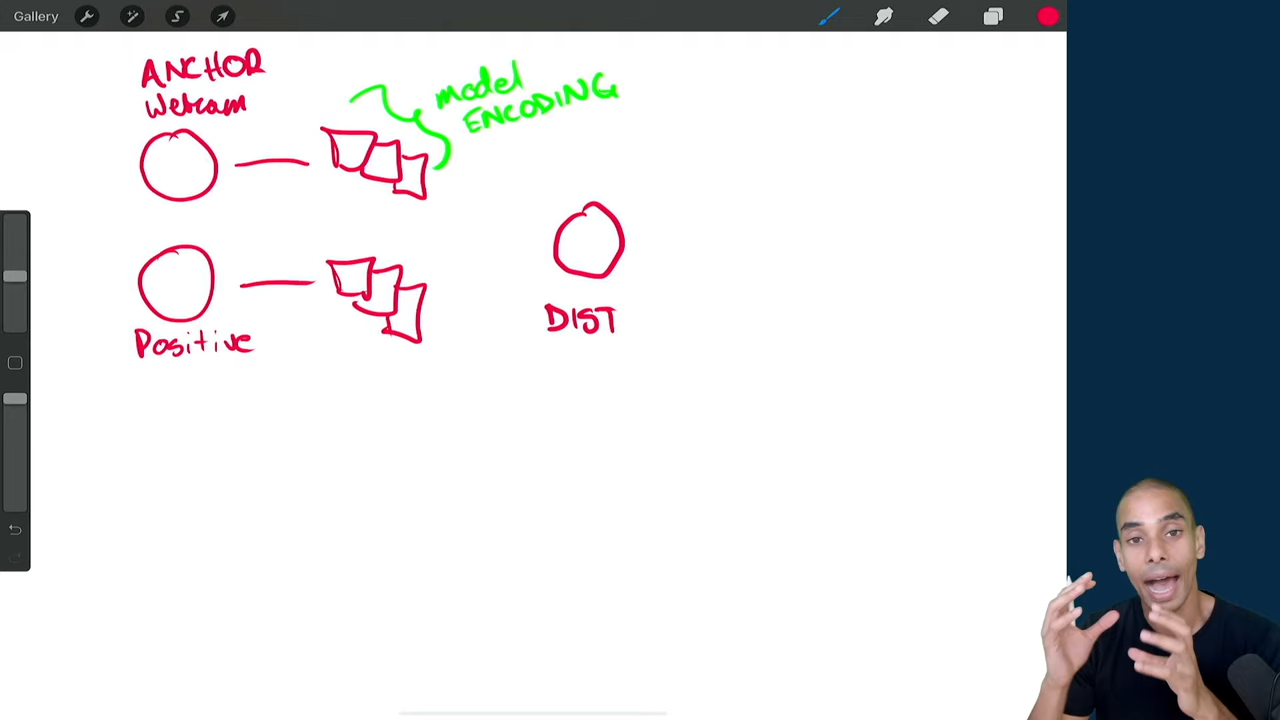 Gallery
ANCHOR
Webcam
model
ENCODING
DIST
Positive